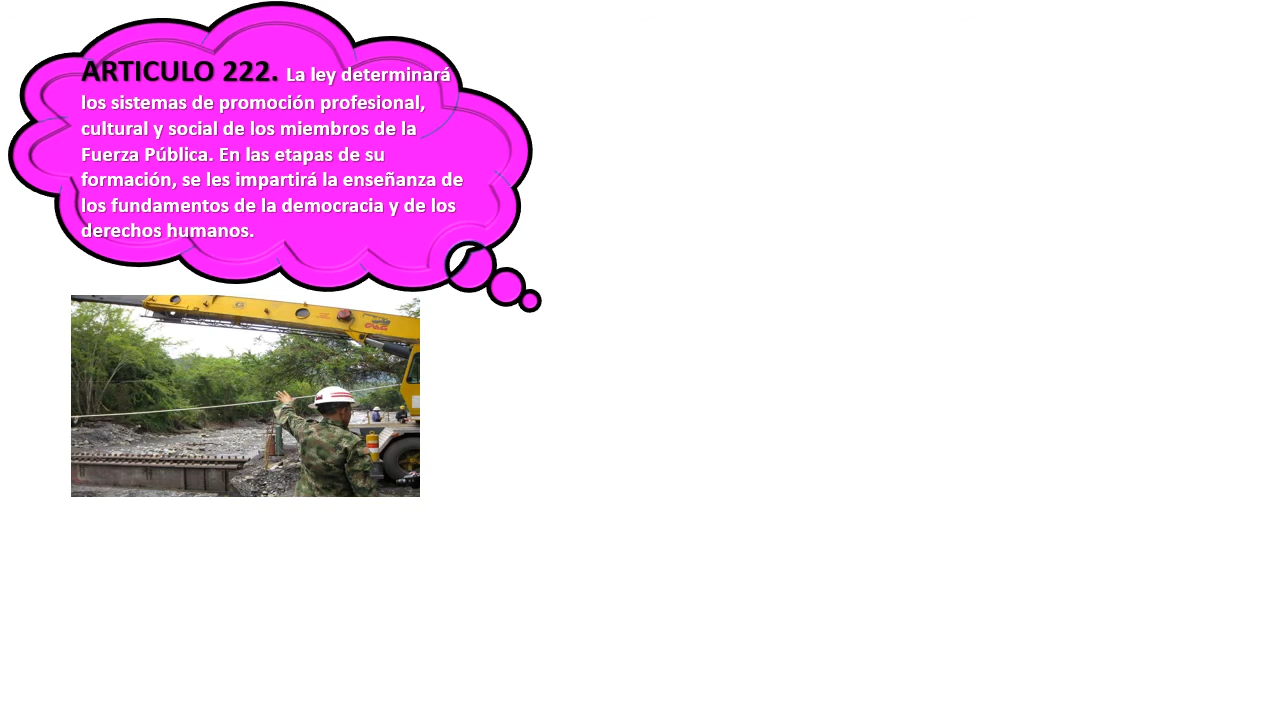 ARTICULO 222. La ley determinará
los sistemas de promoción profesional,
cultural y social de los miembros de la
Fuerza Pública. En las etapas de su
formación, se les impartirá la enseñanza de
los fundamentos de la democracia y de los
derechos humanos.